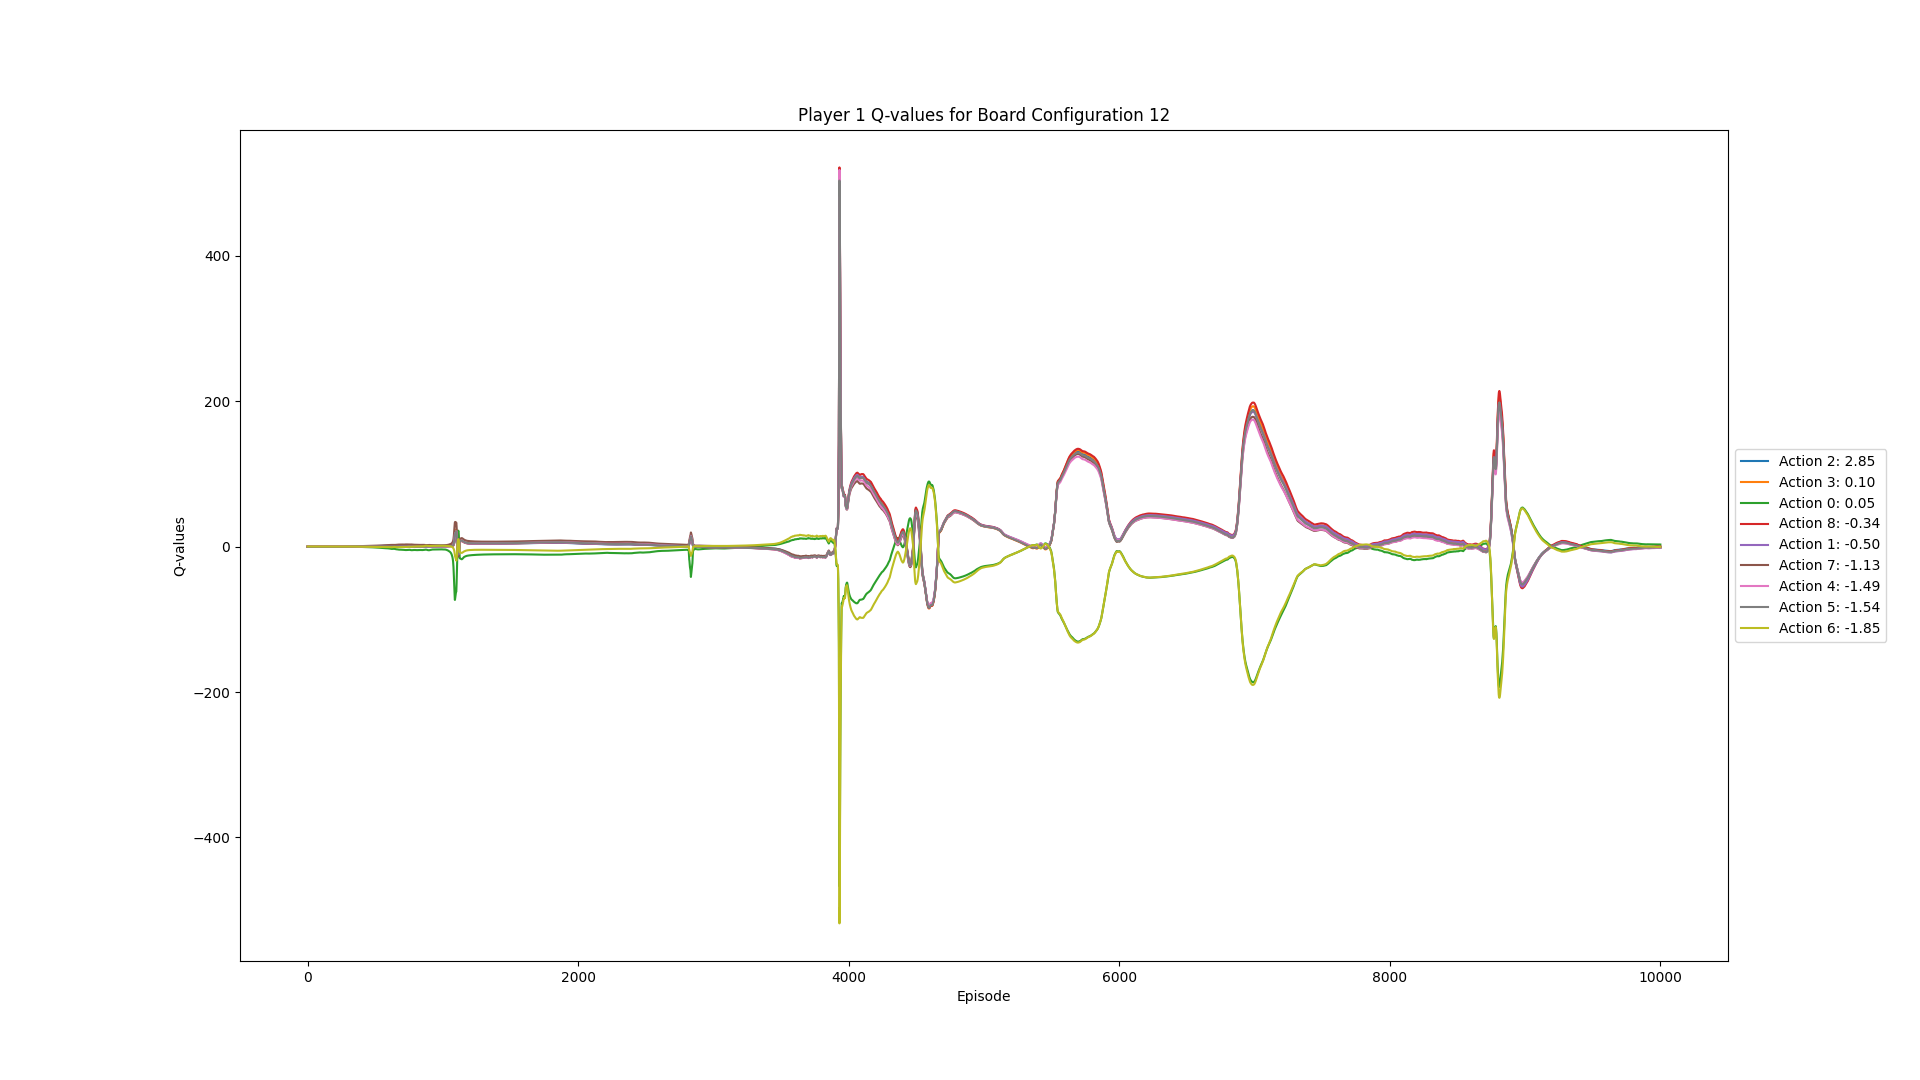 Player 1 Q-values for Board Configuration 12
Q-values
400
200
0
−200
−400
0
2000
4000
6000
8000
10000
Episode
Action 2: 2.85
Action 3: 0.10
Action 0: 0.05
Action 8: -0.34
Action 1: -0.50
Action 7: -1.13
Action 4: -1.49
Action 5: -1.54
Action 6: -1.85